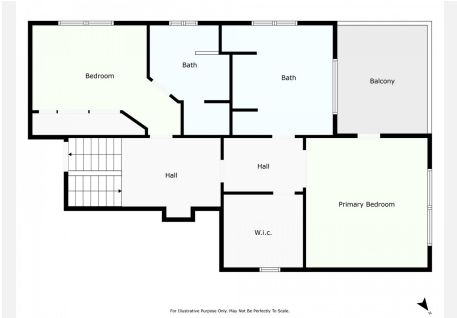 Bedroom
Bath
Bath
Balcony
Hall
Hall
Primary Bedroom
W.i.c.
For Illustrative Purpose Only. May Not Be Perfectly To Scale.